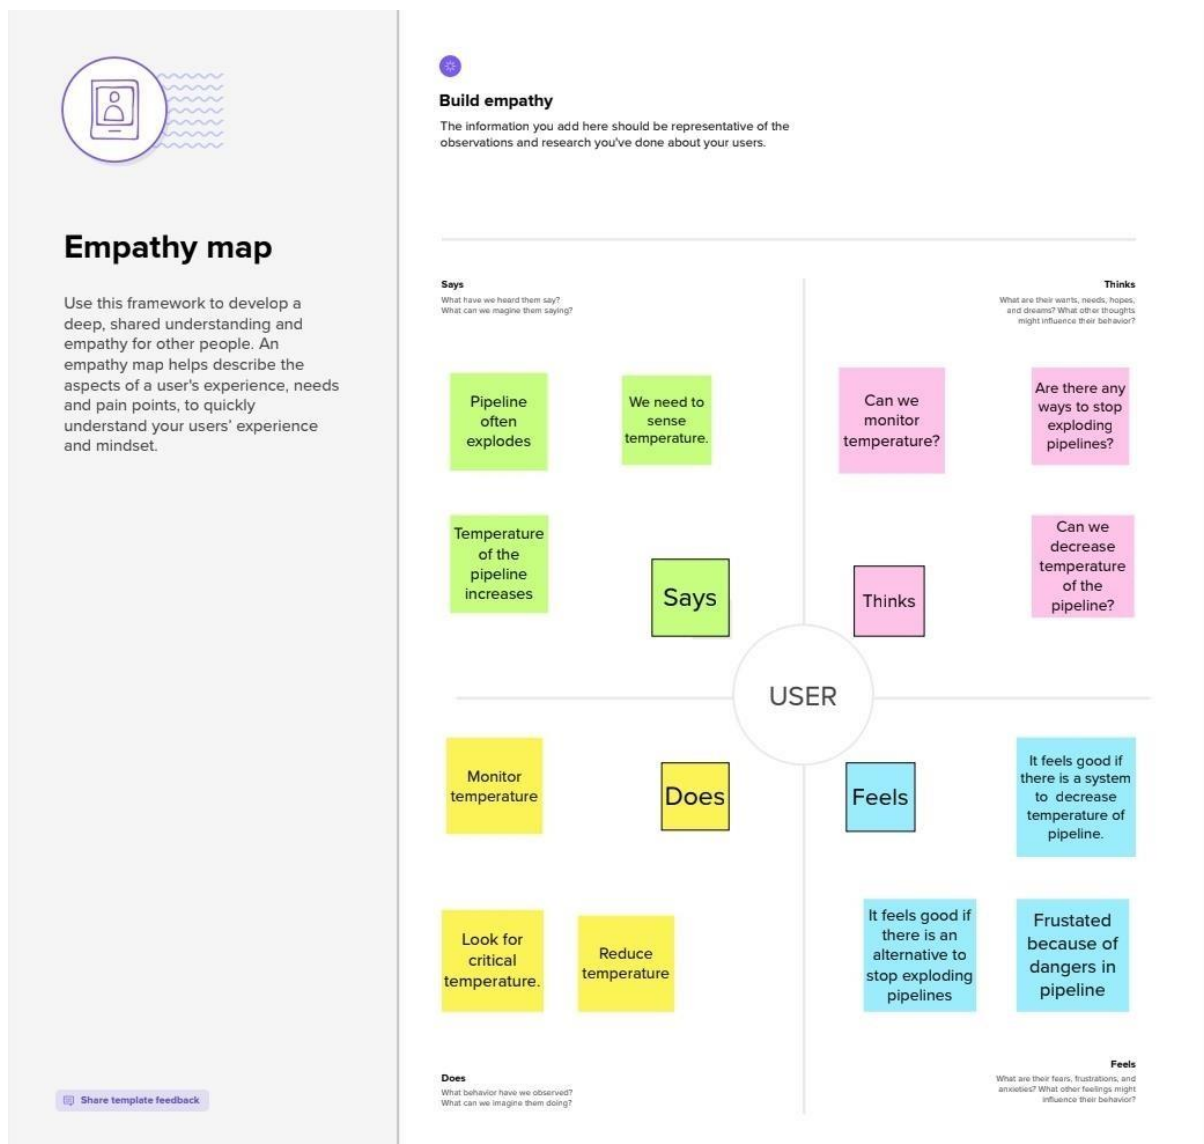 Empathy map
Use this framework to develop a
deep, shared understanding and
empathy for other people. An
empathy map helps describe the
aspects of a user's experience, needs
and pain points, to quickly
understand your users' experience
and mindset.
Share template feedback
Build empathy
The information you add here should be representative of the
observations and research you've done about your users.
Says
What have we heard them say?
What can we magine them saying?
Pipeline
often
explodes
We need to
sense
temperature.
Temperature
of the
pipeline
increases
Says
Thinks
What are their wants, needs, hopes,
and dreams? What other thoughts
might influence their behavior?
Can we
monitor
temperature?
Are there any
ways to stop
exploding
pipelines?
Can we
decrease
temperature
of the
pipeline?
Thinks
USER
Monitor
temperature
Does
Look for
critical
temperature.
Reduce
temperature
Does
What behavior have we observed?
What can we imagine them doing?
Feels
It feels good if
there is a system
to decrease
temperature of
pipeline.
It feels good if
there is an
alternative to
stop exploding
pipelines
Frustated
because of
dangers in
pipeline
Feels
What are their fears, frustrations, and
anxieties? What other feelings might
influence their behavior?